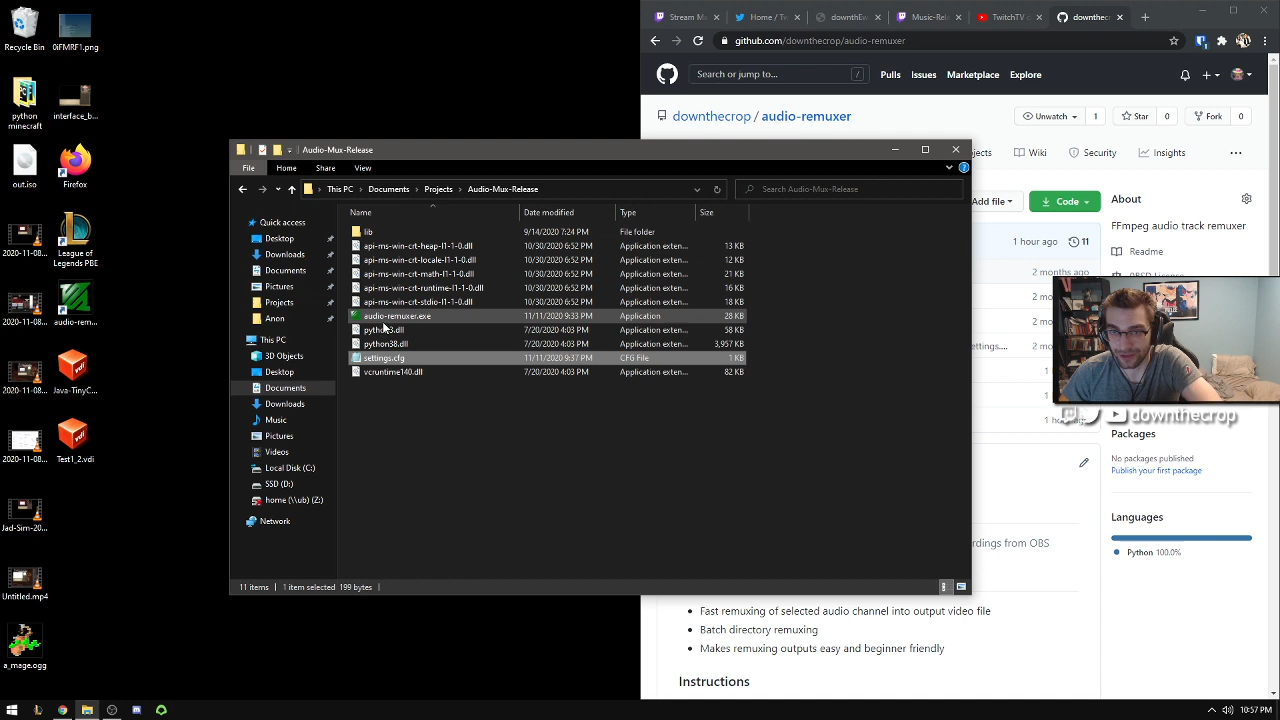 Recycle Bin
0iFMRF1.png
python minecraft
interface_b...
out.iso
Firefox
2020-11-08...
League of Legends PBE
2020-11-08...
audio-rem...
2020-11-08...
Java-TinyC...
2020-11-08...
Test1_2.vdi
Jad-Sim-20...
Untitled.mp4
a_mage.ogg
Stream M
Twitter
Home / Tw
downthEw
Music-Rele
TwitchTV d
downthecr
github.com/downthecrop/audio-remuxer
Search or jump to...
/
Pulls
Issues
Marketplace
Explore
downthecrop / audio-remuxer
Unwatch
1
Star
0
Fork
0
ojects
Wiki
Security
Insights
Add file
Code
1 hour ago
11
2 months ago
About
FFmpeg audio track remuxer
Readme
Packages
No packages published
Publish your first package
Languages
Python 100.0%
rdings from OBS
Fast remuxing of selected audio channel into output video file
Batch directory remuxing
Makes remuxing outputs easy and beginner friendly
Instructions
Audio-Mux-Release
File
Home
Share
View
This PC
Documents
Projects
Audio-Mux-Release
Search Audio-Mux-Release
Name
Date modified
Type
Size
lib 9/14/2020 7:24 PM File folder
api-ms-win-crt-heap-l1-1-0.dll 10/30/2020 6:52 PM Application exten... 13 KB
api-ms-win-crt-locale-l1-1-0.dll 10/30/2020 6:52 PM Application exten... 12 KB
api-ms-win-crt-math-l1-1-0.dll 10/30/2020 6:52 PM Application exten... 21 KB
api-ms-win-crt-runtime-l1-1-0.dll 10/30/2020 6:52 PM Application exten... 16 KB
api-ms-win-crt-stdio-l1-1-0.dll 10/30/2020 6:52 PM Application exten... 18 KB
audio-remuxer.exe 11/11/2020 9:33 PM Application 28 KB
python3.dll 7/20/2020 4:03 PM Application exten... 58 KB
python38.dll 7/20/2020 4:03 PM Application exten... 3,957 KB
settings.cfg 11/11/2020 9:37 PM CFG File 1 KB
vcruntime140.dll 7/20/2020 4:03 PM Application exten... 82 KB
Quick access
Desktop
Downloads
Documents
Pictures
Projects
Anon
This PC
3D Objects
Desktop
Documents
Downloads
Music
Pictures
Videos
Local Disk (C:)
SSD (D:)
home (\\ub) (Z:)
Network
11 items
1 item selected 199 bytes
downthecrop
10:57 PM